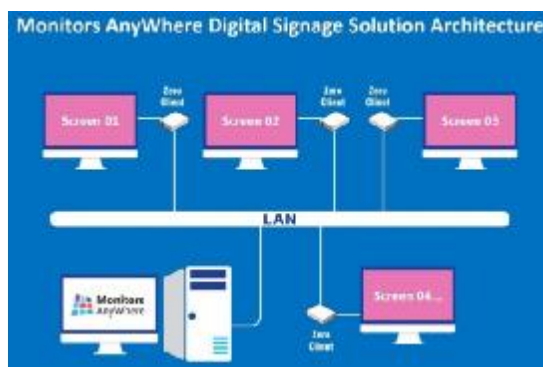 Monitors AnyWhere Digital Signage Solution Architecture
Zero
Client
Zero
Client
Zero
Client
Screen 01
Screen 02
Screen 03
LAN
Monitors
AnyWhere
Screen 04...
Zero
Client